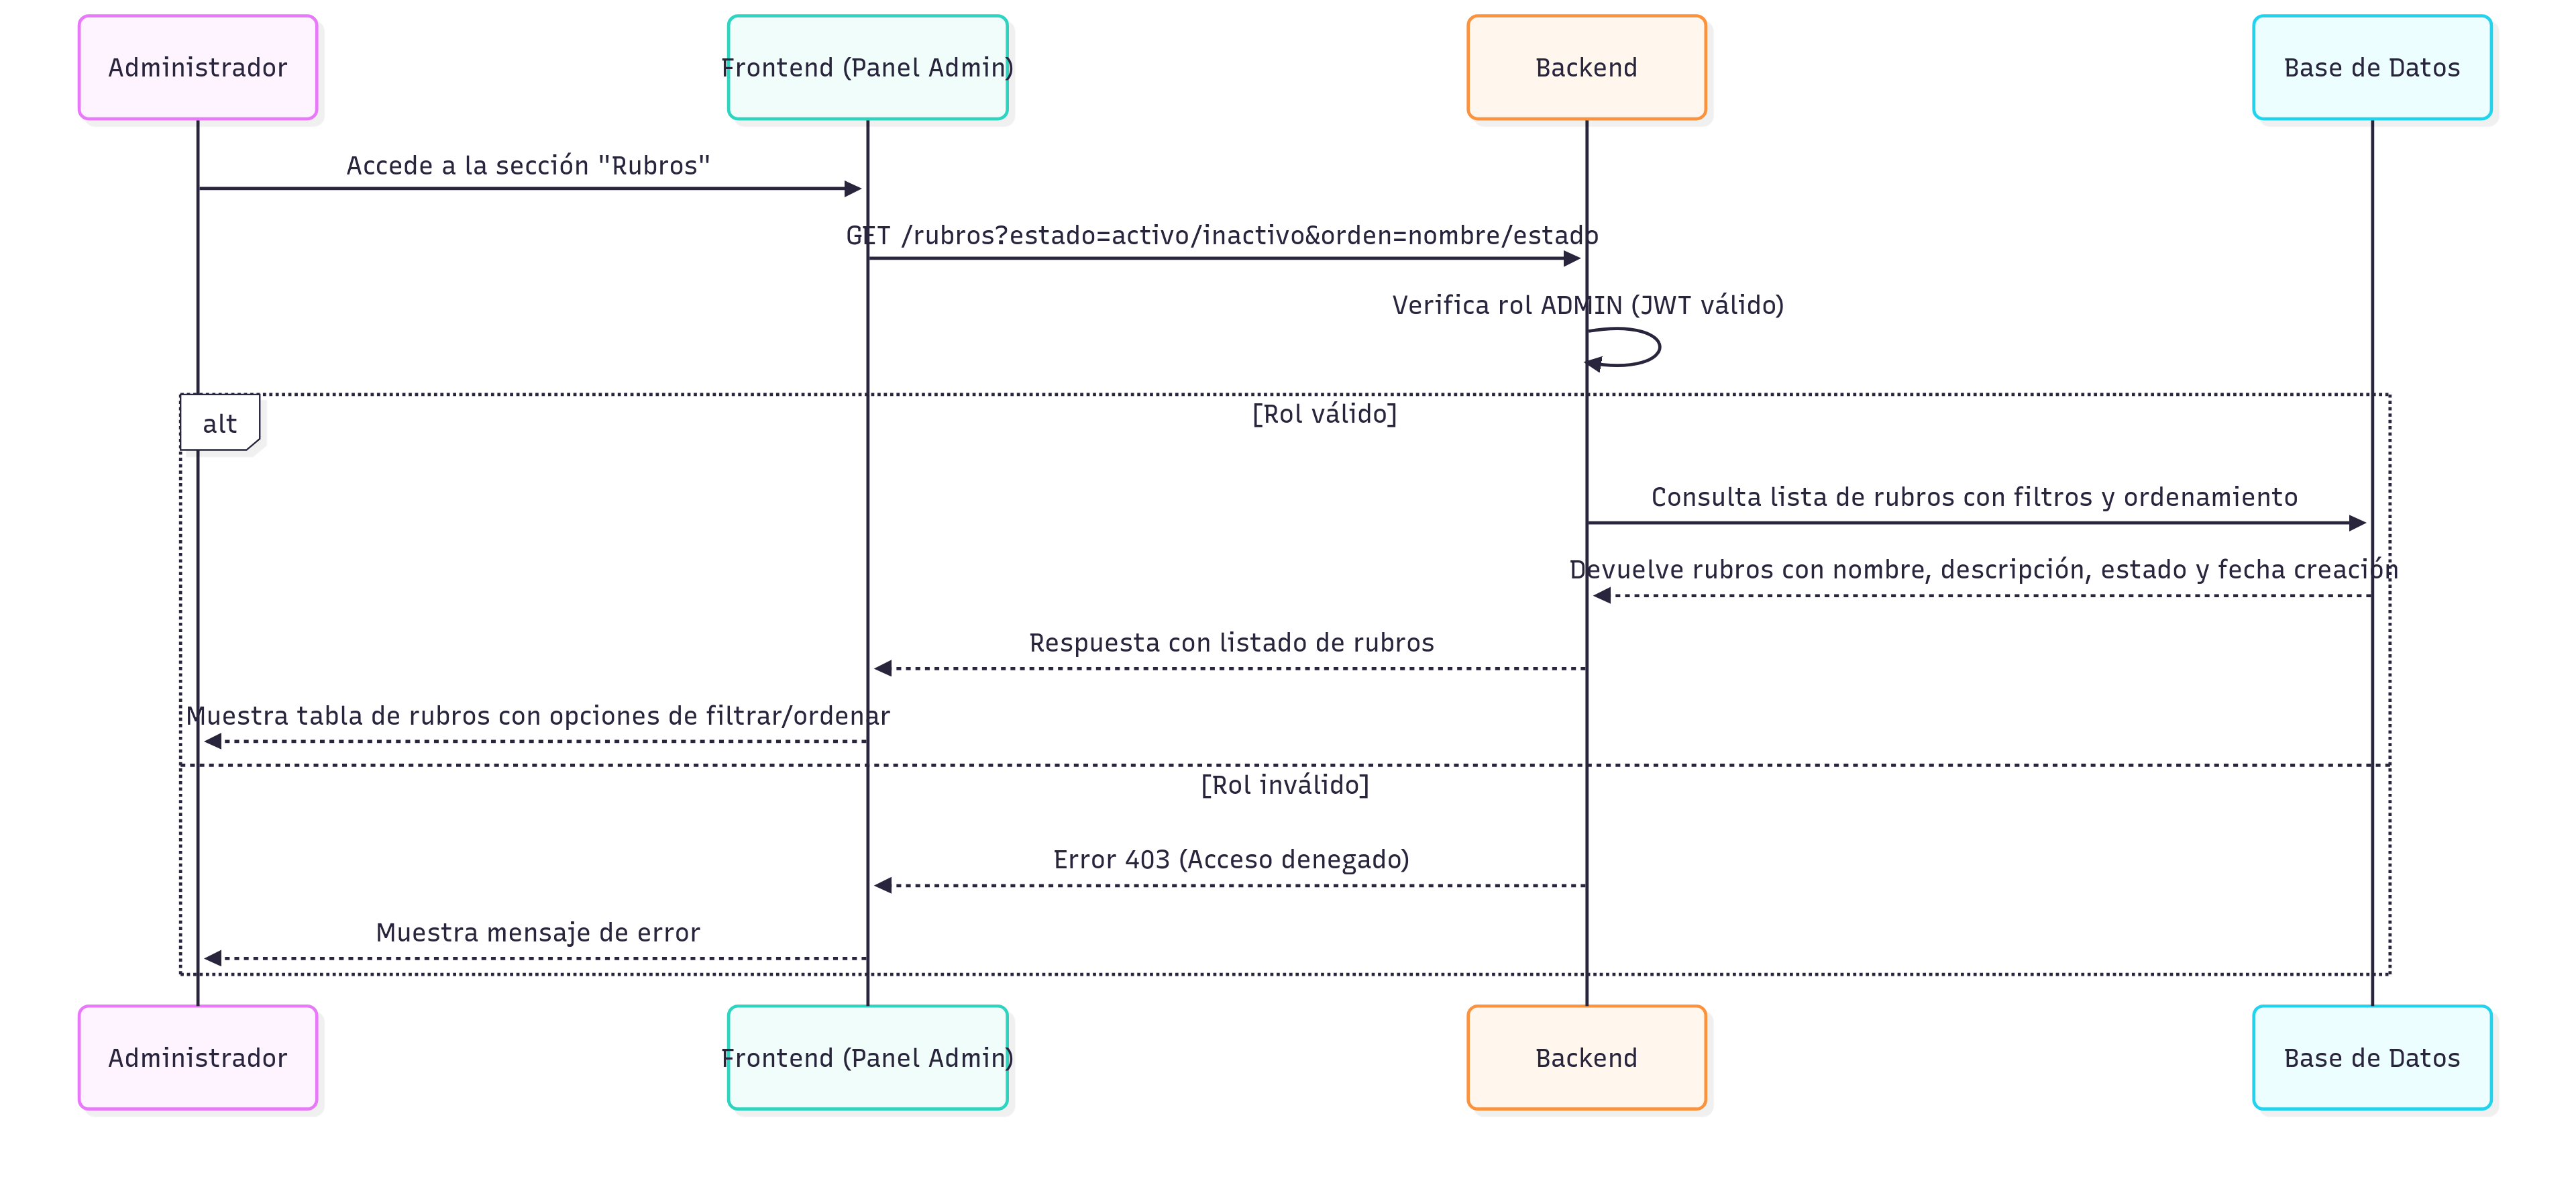 Administrador
Frontend (Panel Admin)
Backend
Base de Datos
Accede a la sección "Rubros"
GET /rubros?estado=activo/inactivo&orden=nombre/estado
Verifica rol ADMIN (JWT válido)
alt
[Rol válido]
Consulta lista de rubros con filtros y ordenamiento
Devuelve rubros con nombre, descripción, estado y fecha creación
Respuesta con listado de rubros
Muestra tabla de rubros con opciones de filtrar/ordenar
[Rol inválido]
Error 403 (Acceso denegado)
Muestra mensaje de error
Administrador
Frontend (Panel Admin)
Backend
Base de Datos